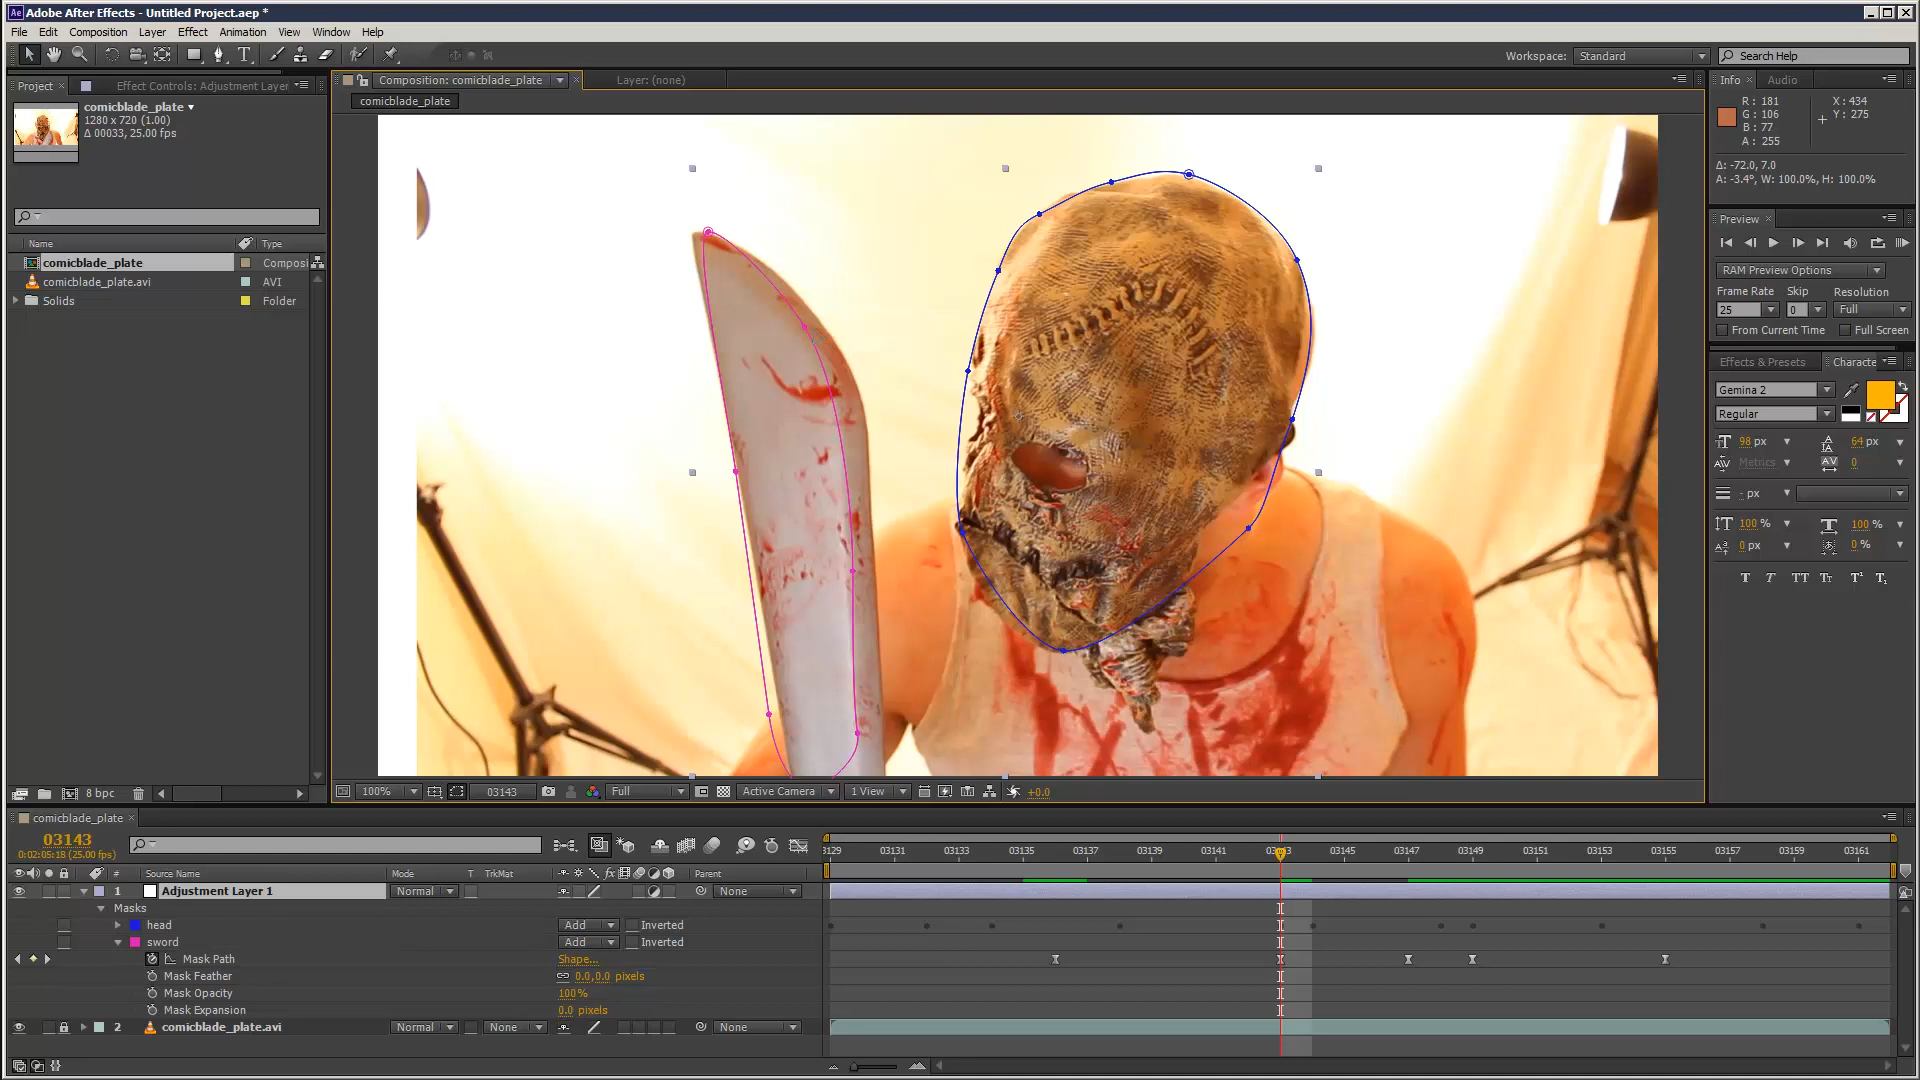 Adobe After Effects - Untitled Project.aep *
File Edit Composition Layer Effect Animation View Window Help
Workspace: Standard Search Help
Project Effect Controls: Adjustment Layer
comicblade_plate
1280 x 720 (1.00)
Δ 00033, 25.00 fps
Name Type
comicblade_plate Composi
comicblade_plate.avi AVI
Solids Folder
8 bpc
Composition: comicblade_plate Layer: (none)
comicblade_plate
100% 03143 Full Active Camera 1 View +0.0
Info Audio
R: 181 X: 434
G: 106 Y: 275
B: 77
A: 255
Δ: -72.0, 7.0
A: -3.4°, W: 100.0%, H: 100.0%
Preview
RAM Preview Options
Frame Rate Skip Resolution
25 0 Full
From Current Time Full Screen
Effects & Presets Characte
Gemina 2
Regular
98 px 64 px
Metrics 0
- px
100 % 100 %
0 px 0 %
T T TT Tт T¹ T₁
comicblade_plate
03143
0:02:05:18 (25.00 fps)
# Source Name Mode T TrkMat Parent
3129 03131 03133 03135 03137 03139 03141 03143 03145 03147 03149 03151 03153 03155 03157 03159 03161
1 Adjustment Layer 1 Normal None
Masks
head Add Inverted
sword Add Inverted
Mask Path Shape...
Mask Feather 0.0,0.0 pixels
Mask Opacity 100%
Mask Expansion 0.0 pixels
2 comicblade_plate.avi Normal None None